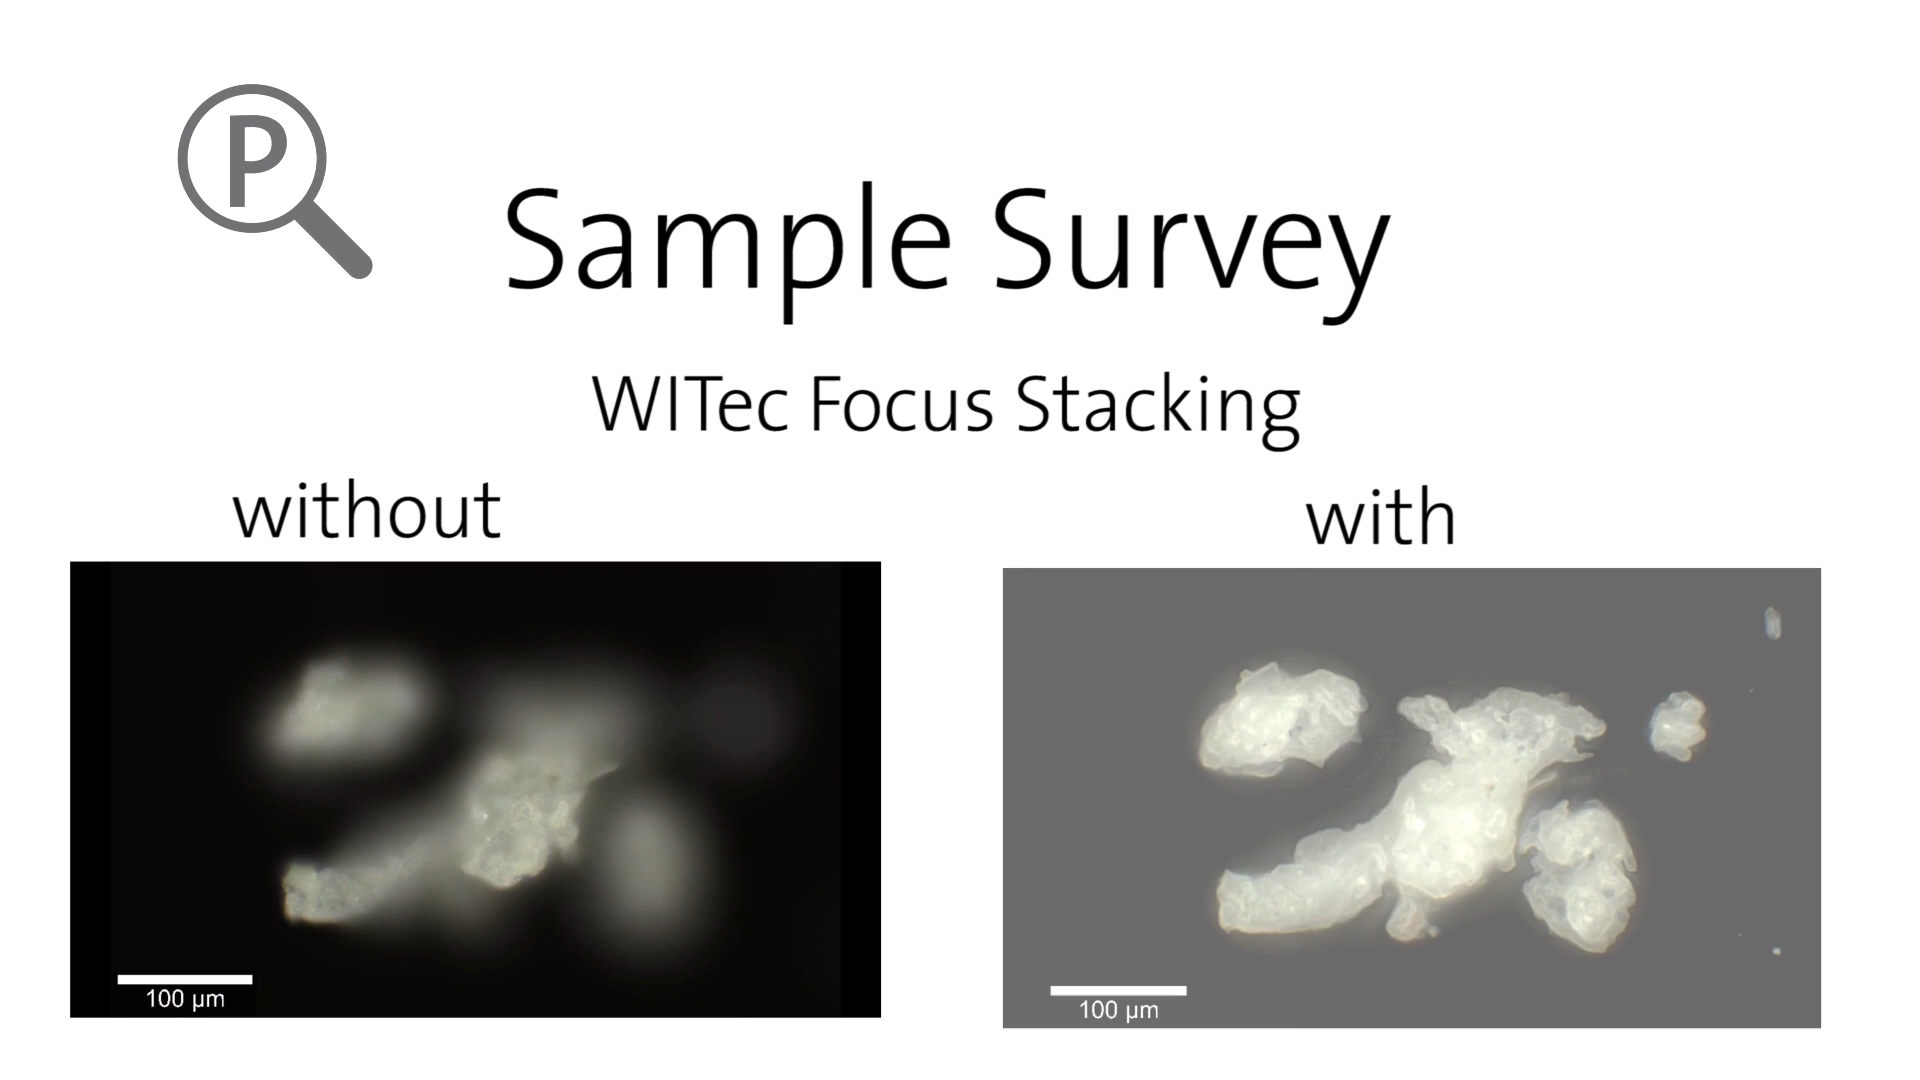 P
Sample Survey
WITec Focus Stacking
without
with
100 µm
100 µm